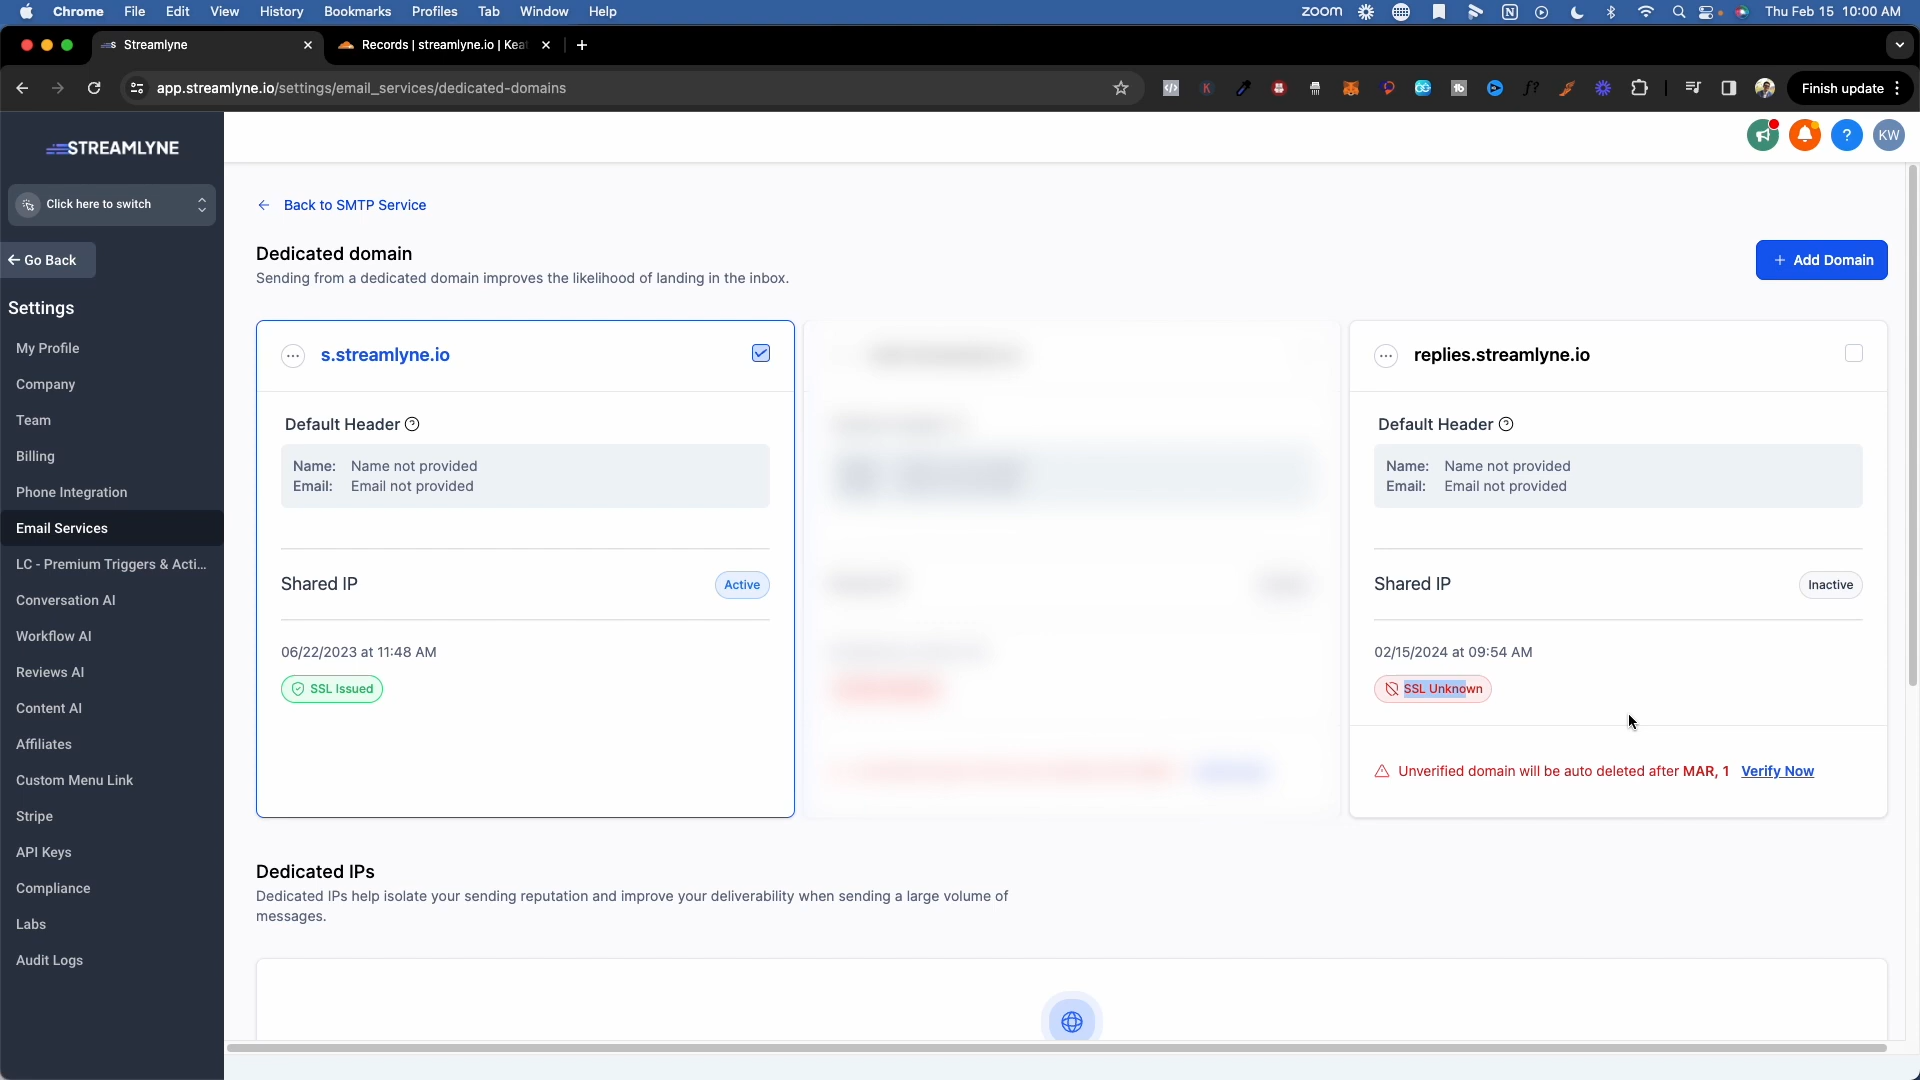 Chrome File Edit View History Bookmarks Profiles Tab Window Help
zoom Thu Feb 15 10:00 AM
Streamlyne
Records | streamlyne.io | Kea
app.streamlyne.io/settings/email_services/dedicated-domains
Finish update
STREAMLYNE
Click here to switch
Go Back
Settings
My Profile
Company
Team
Billing
Phone Integration
Email Services
LC - Premium Triggers & Acti...
Conversation AI
Workflow AI
Reviews AI
Content AI
Affiliates
Custom Menu Link
Stripe
API Keys
Compliance
Labs
Audit Logs
? KW
Back to SMTP Service
Dedicated domain
Sending from a dedicated domain improves the likelihood of landing in the inbox.
+ Add Domain
s.streamlyne.io
Default Header
Name: Name not provided
Email: Email not provided
Shared IP Active
06/22/2023 at 11:48 AM
SSL Issued
replies.streamlyne.io
Default Header
Name: Name not provided
Email: Email not provided
Shared IP Inactive
02/15/2024 at 09:54 AM
SSL Unknown
Unverified domain will be auto deleted after MAR, 1 Verify Now
Dedicated IPs
Dedicated IPs help isolate your sending reputation and improve your deliverability when sending a large volume of
messages.